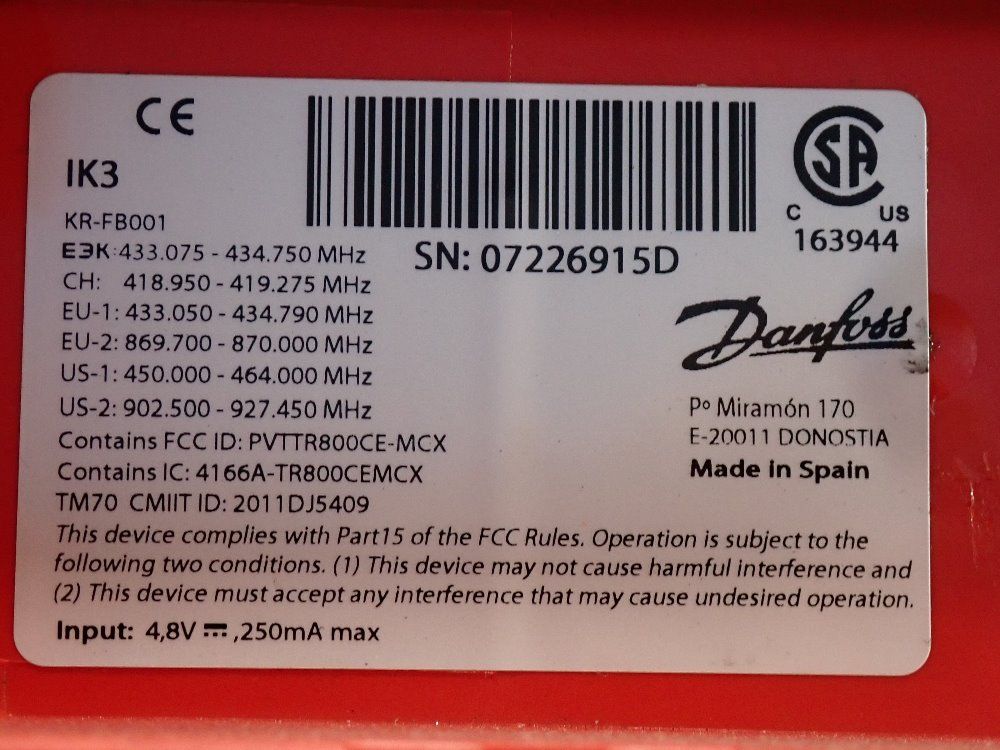 CE
IK3
KR-FB001
ЕЭК:433.075 - 434.750 MHz
CH: 418.950 - 419.275 MHz
EU-1: 433.050 - 434.790 MHz
EU-2: 869.700 - 870.000 MHz
US-1: 450.000 - 464.000 MHz
US-2: 902.500 - 927.450 MHz
Contains FCC ID: PVTTR800CE-MCX
Contains IC: 4166A-TR800CEMCX
TM70 CMIIT ID: 2011DJ5409
This device complies with Part15 of the FCC Rules. Operation is subject to the
following two conditions. (1) This device may not cause harmful interference and
(2) This device must accept any interference that may cause undesired operation.
Input: 4,8V ⎓ ,250mA max
SN: 07226915D
CSA
C US
163944
Danfoss
Pº Miramón 170
E-20011 DONOSTIA
Made in Spain